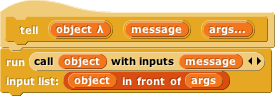 tell object λ message args...
run call object with inputs message
input list: object in front of args